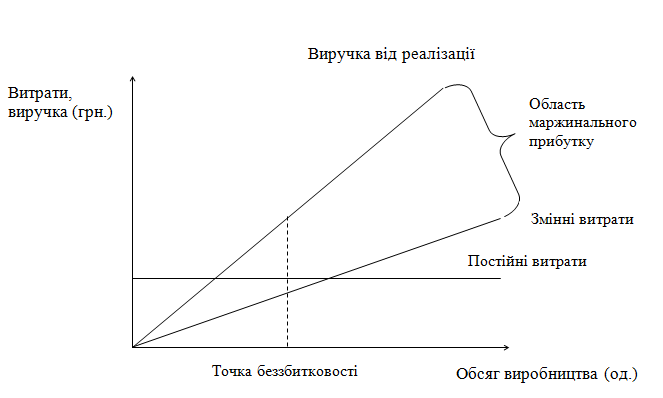 Виручка від реалізації
Витрати,
виручка (грн.)
Область
маржинального
прибутку
Змінні витрати
Постійні витрати
Точка беззбитковості
Обсяг виробництва (од.)